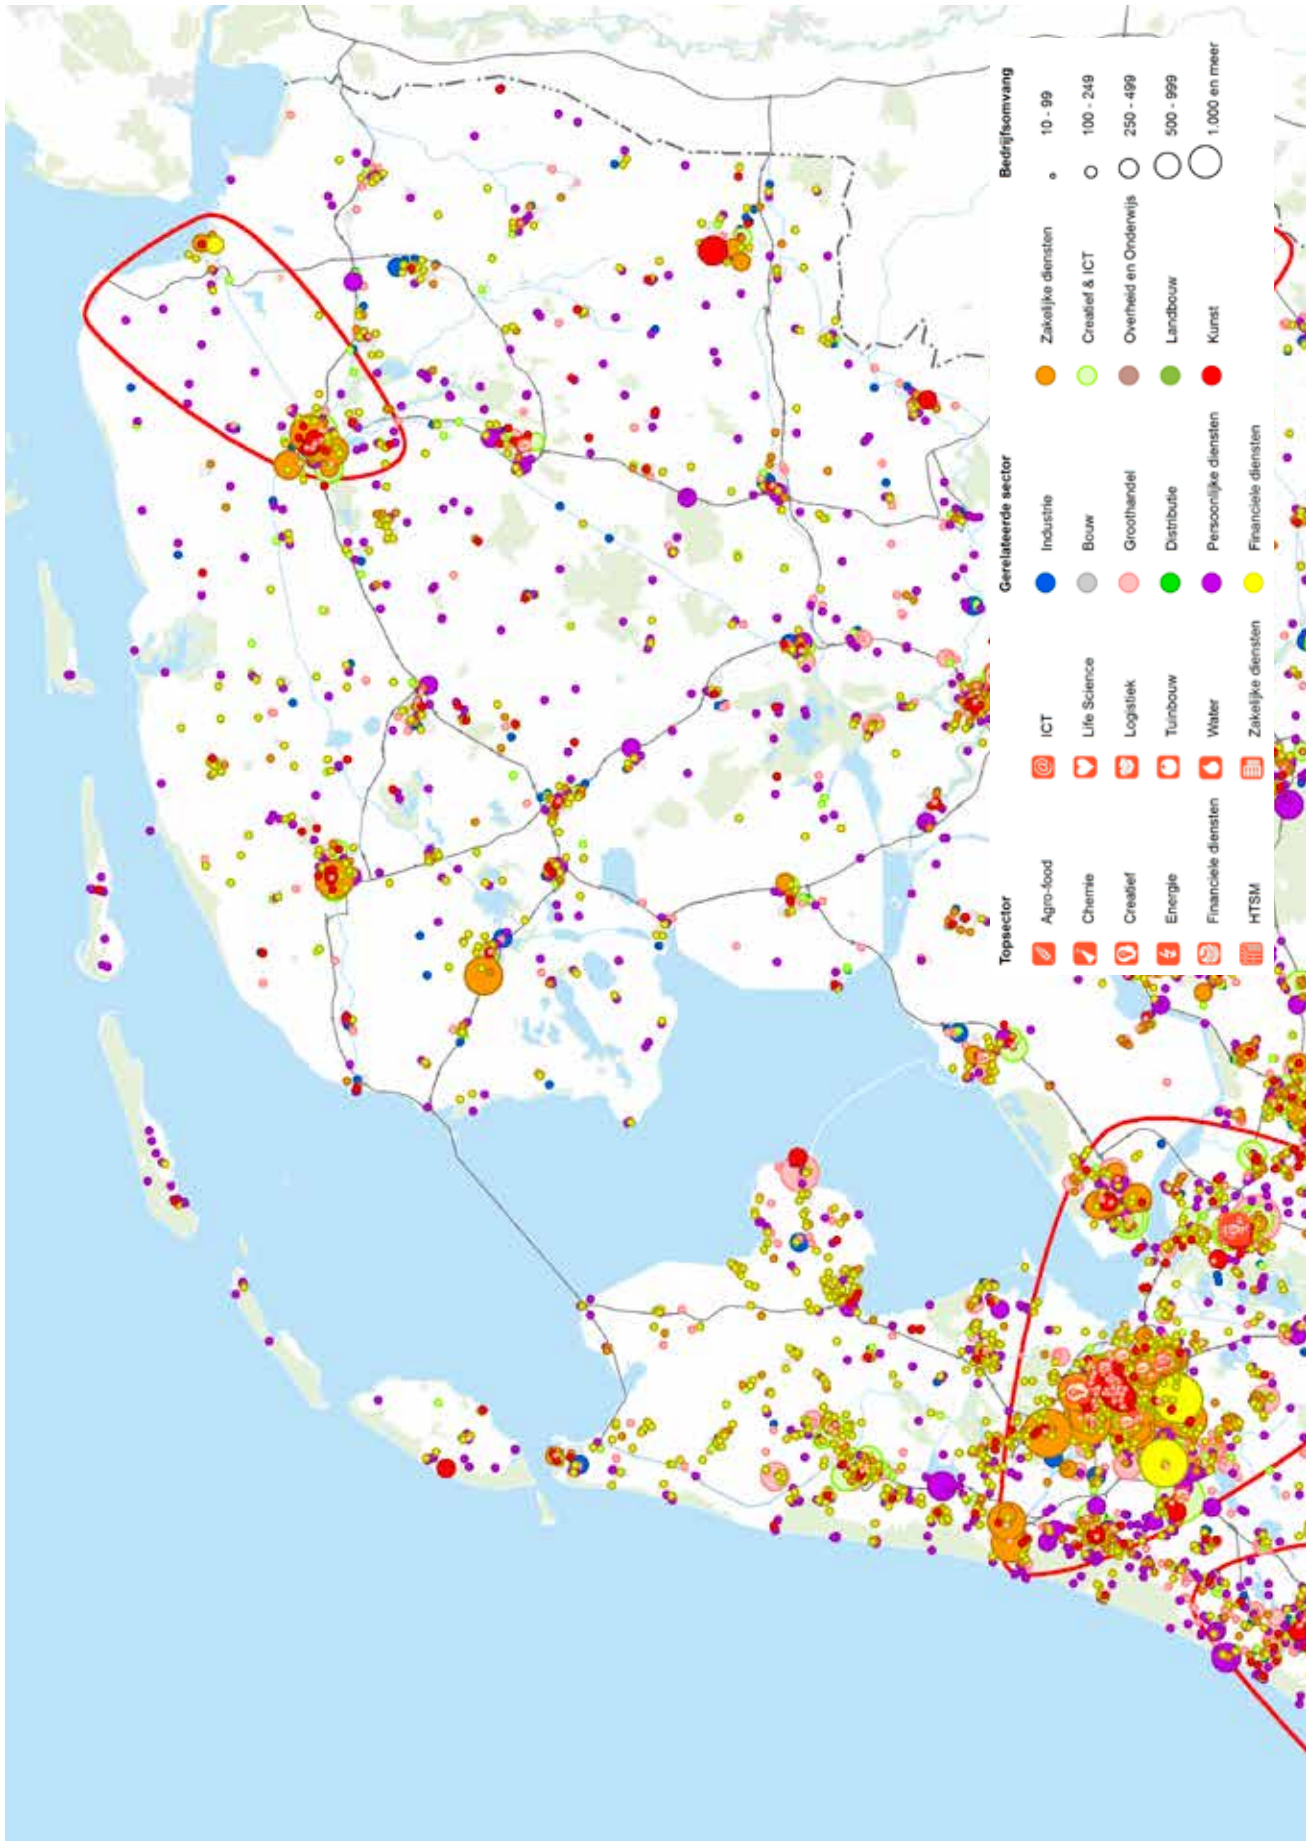 Topsector
Agro-food
Chemie
Creatief
Energie
Financiele diensten
HTSM
ICT
Life Science
Logistiek
Tuinbouw
Water
Zakelijke diensten
Gerelateerde sector
Industrie
Bouw
Groothandel
Distributie
Persoonlijke diensten
Financiele diensten
Zakelijke diensten
Creatief & ICT
Overheid en Onderwijs
Landbouw
Kunst
Bedrijfsomvang
10 - 99
100 - 249
250 - 499
500 - 999
1.000 en meer